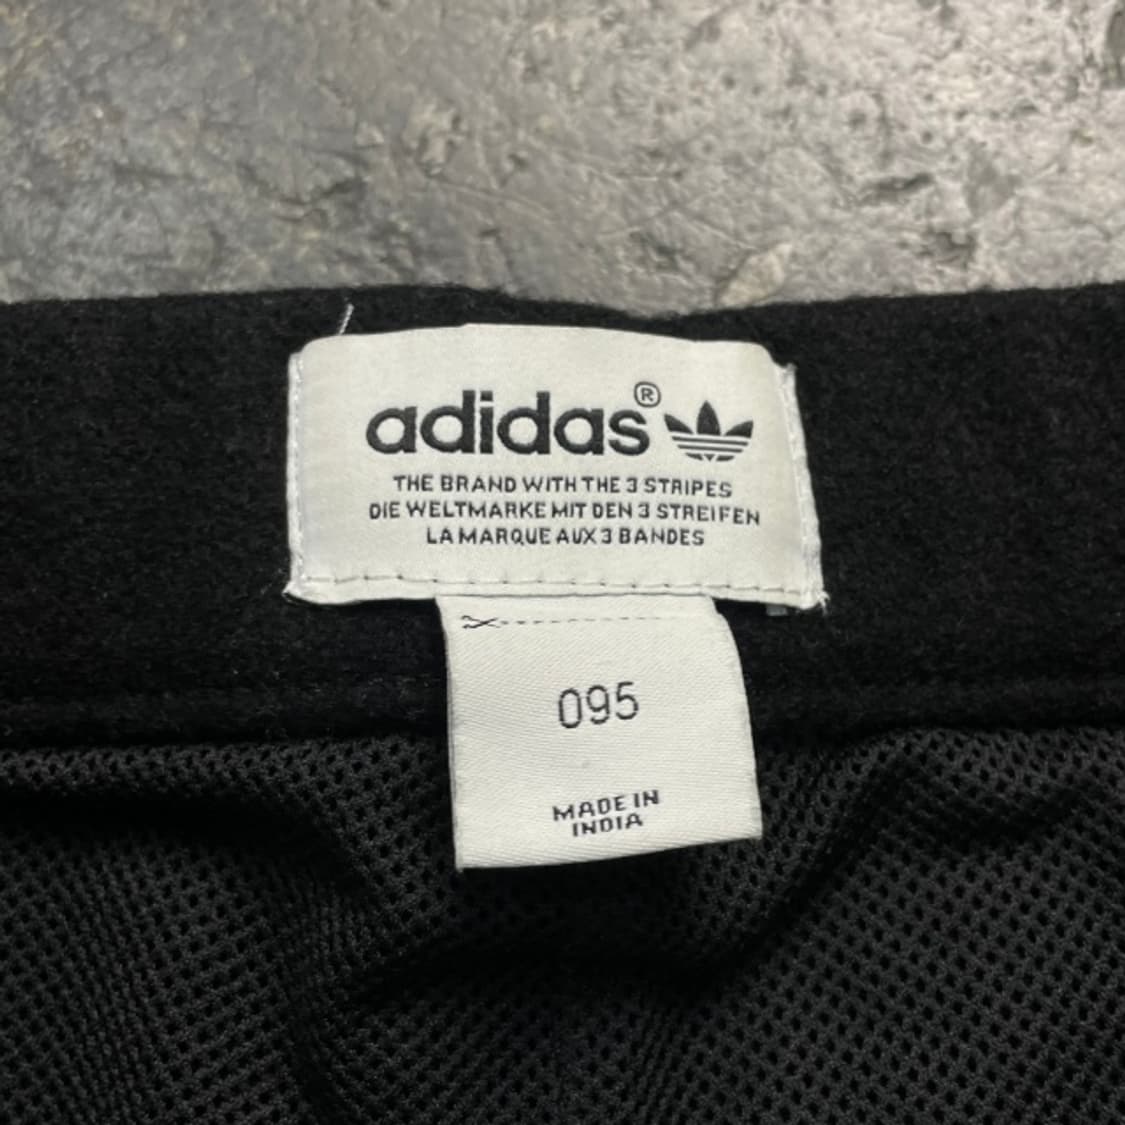 adidas®
THE BRAND WITH THE 3 STRIPES
DIE WELTMARKE MIT DEN 3 STREIFEN
LA MARQUE AUX 3 BANDES
095
MADE IN
INDIA